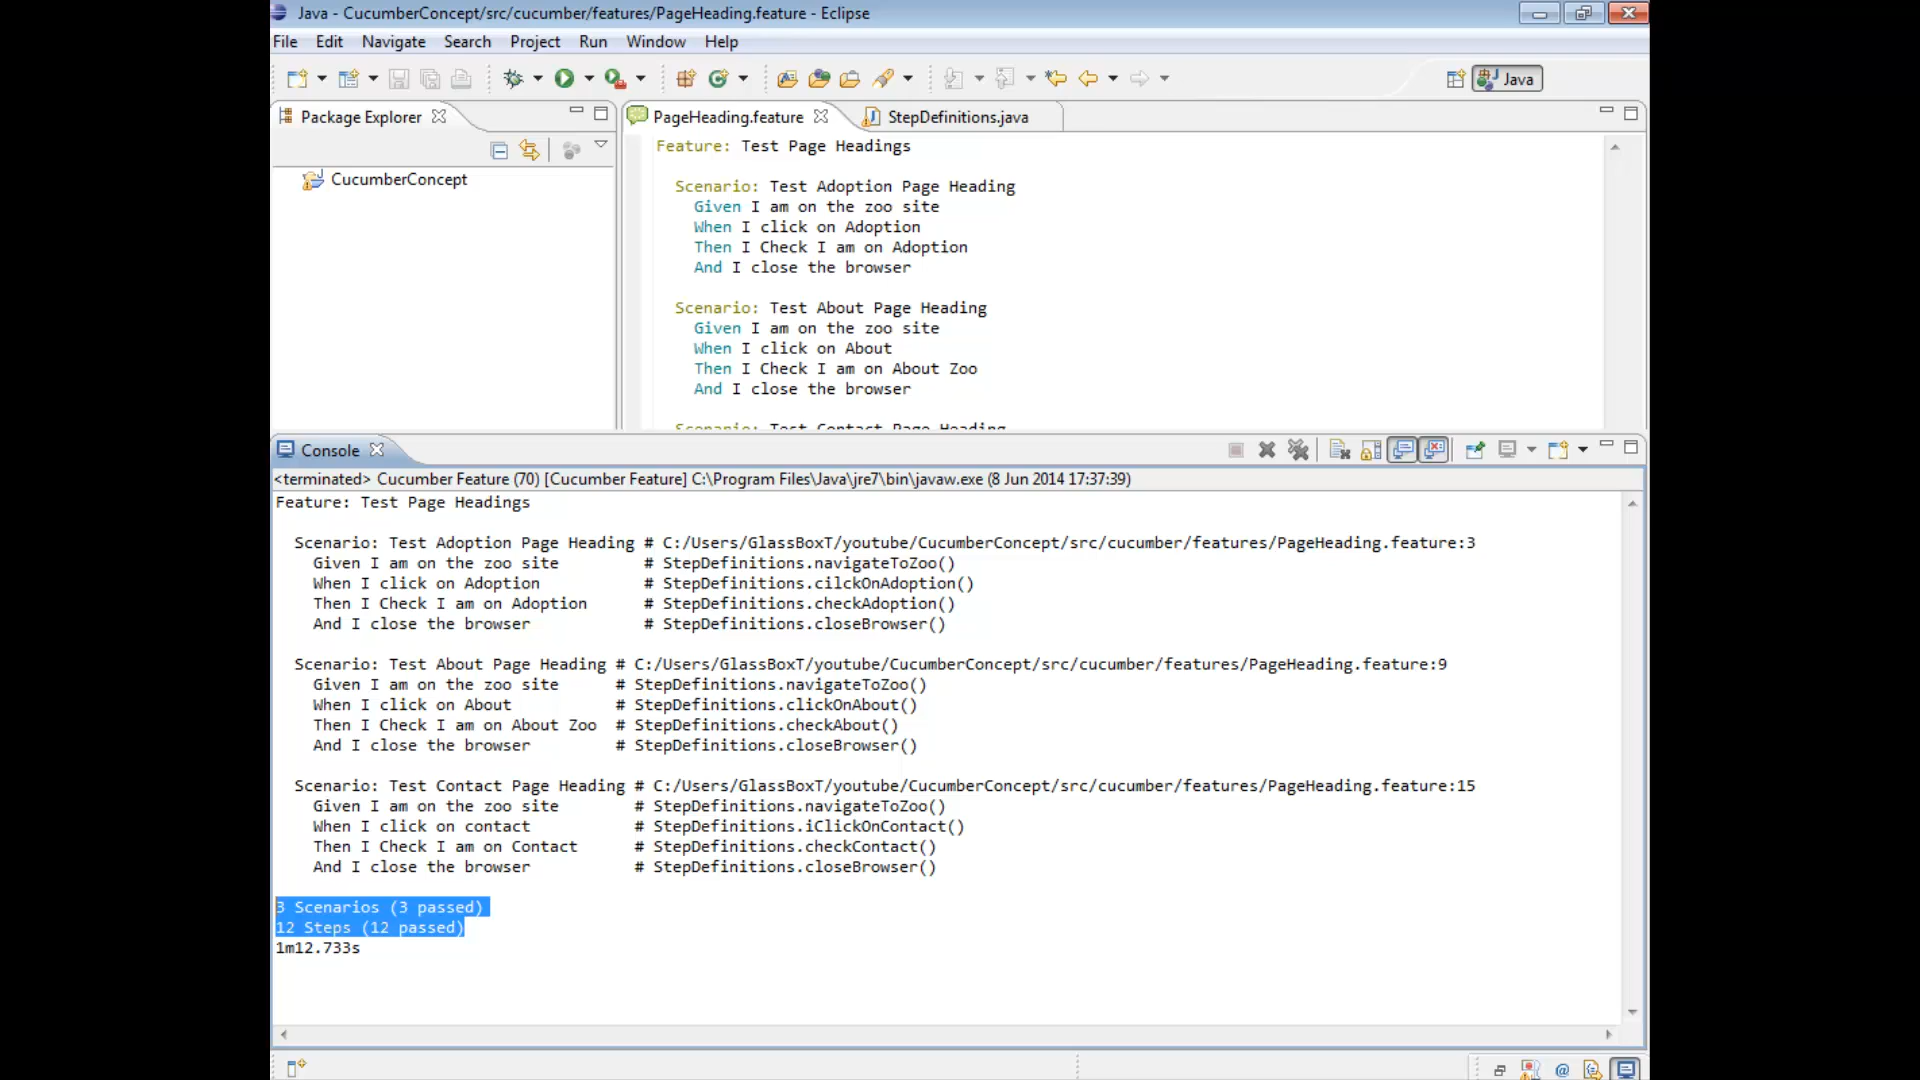 Java - CucumberConcept/src/cucumber/features/PageHeading.feature - Eclipse
File Edit Navigate Search Project Run Window Help
Java
Package Explorer
PageHeading.feature
StepDefinitions.java
CucumberConcept
Feature: Test Page Headings
Scenario: Test Adoption Page Heading
Given I am on the zoo site
When I click on Adoption
Then I Check I am on Adoption
And I close the browser
Scenario: Test About Page Heading
Given I am on the zoo site
When I click on About
Then I Check I am on About Zoo
And I close the browser
Scenario: Test Contact Page Heading
Console
<terminated> Cucumber Feature (70) [Cucumber Feature] C:\Program Files\Java\jre7\bin\javaw.exe (8 Jun 2014 17:37:39)
Feature: Test Page Headings
Scenario: Test Adoption Page Heading # C:/Users/GlassBoxT/youtube/CucumberConcept/src/cucumber/features/PageHeading.feature:3
Given I am on the zoo site # StepDefinitions.navigateToZoo()
When I click on Adoption # StepDefinitions.cilckOnAdoption()
Then I Check I am on Adoption # StepDefinitions.checkAdoption()
And I close the browser # StepDefinitions.closeBrowser()
Scenario: Test About Page Heading # C:/Users/GlassBoxT/youtube/CucumberConcept/src/cucumber/features/PageHeading.feature:9
Given I am on the zoo site # StepDefinitions.navigateToZoo()
When I click on About # StepDefinitions.clickOnAbout()
Then I Check I am on About Zoo # StepDefinitions.checkAbout()
And I close the browser # StepDefinitions.closeBrowser()
Scenario: Test Contact Page Heading # C:/Users/GlassBoxT/youtube/CucumberConcept/src/cucumber/features/PageHeading.feature:15
Given I am on the zoo site # StepDefinitions.navigateToZoo()
When I click on contact # StepDefinitions.iClickOnContact()
Then I Check I am on Contact # StepDefinitions.checkContact()
And I close the browser # StepDefinitions.closeBrowser()
3 Scenarios (3 passed)
12 Steps (12 passed)
1m12.733s